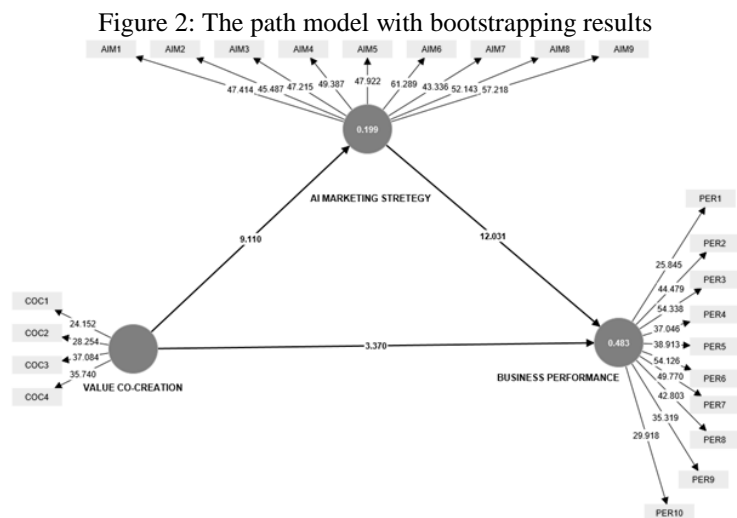 Figure 2: The path model with bootstrapping results
AIM1 AIM2 AIM3 AIM4 AIM5 AIM6 AIM7 AIM8 AIM9
47.414 45.487 47.215 49.387 47.922 61.289 43.336 52.143 57.218
0.199
AI MARKETING STRETEGY
9.110
12.031
COC1
COC2
COC3
COC4
24.152
28.254
37.084
35.740
VALUE CO-CREATION
3.370
0.483
BUSINESS PERFORMANCE
PER1
PER2
PER3
PER4
PER5
PER6
PER7
PER8
PER9
PER10
25.845
44.479
54.338
37.046
38.913
54.126
49.770
42.803
35.319
29.918